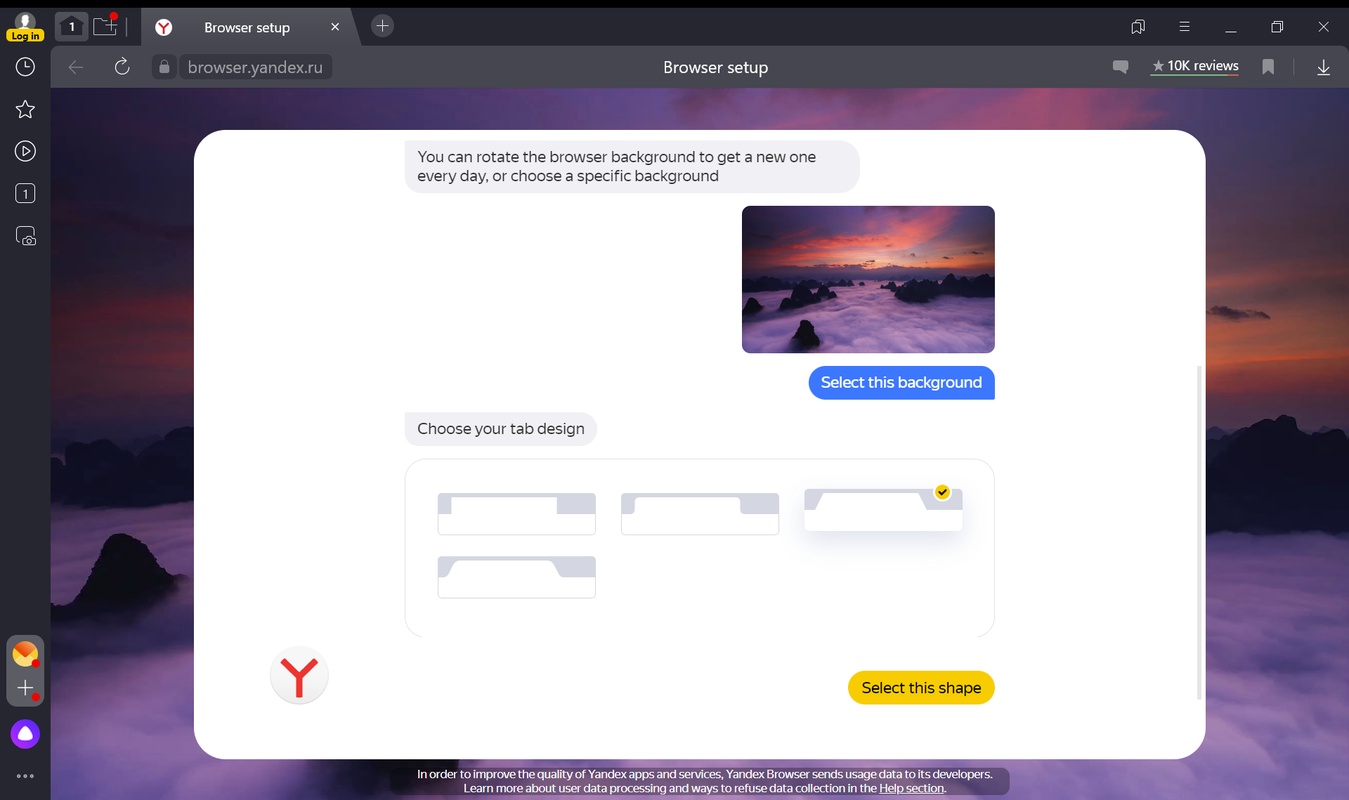 Log in
1
Browser setup
browser.yandex.ru
Browser setup
★10K reviews
1
You can rotate the browser background to get a new one
every day, or choose a specific background
Select this background
Choose your tab design
Select this shape
In order to improve the quality of Yandex apps and services, Yandex Browser sends usage data to its developers.
Learn more about user data processing and ways to refuse data collection in the Help section.